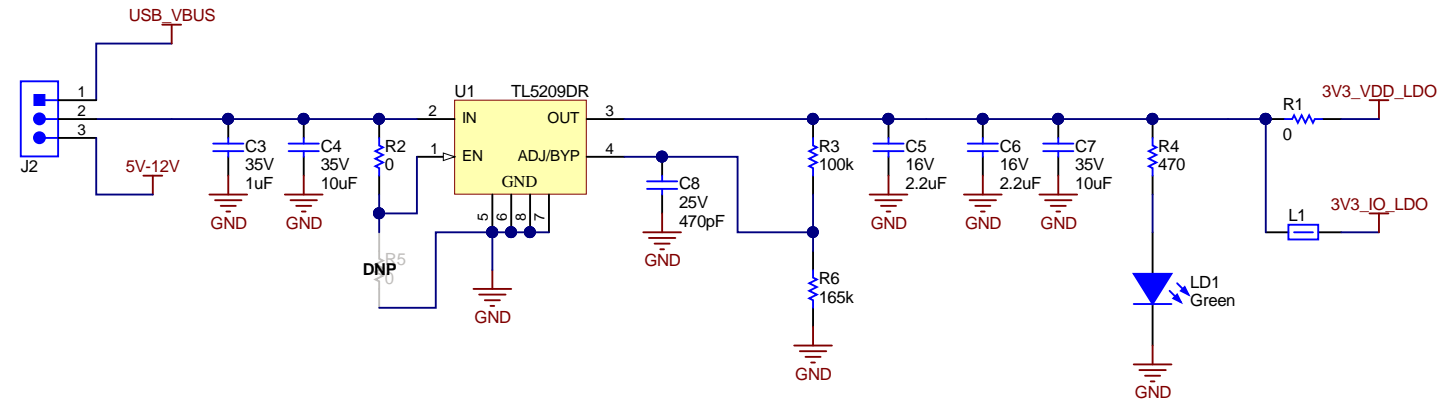 USB_VBUS
J2
1
2
3
5V-12V
C3
35V
1uF
GND
C4
35V
10uF
GND
R2
0
R5
0
DNP
U1
TL5209DR
2
IN
1
EN
OUT
3
ADJ/BYP
4
GND
5
6
8
7
GND
C8
25V
470pF
GND
R3
100k
R6
165k
GND
C5
16V
2.2uF
GND
C6
16V
2.2uF
GND
C7
35V
10uF
GND
R4
470
LD1
Green
GND
R1
0
3V3_VDD_LDO
L1
3V3_IO_LDO